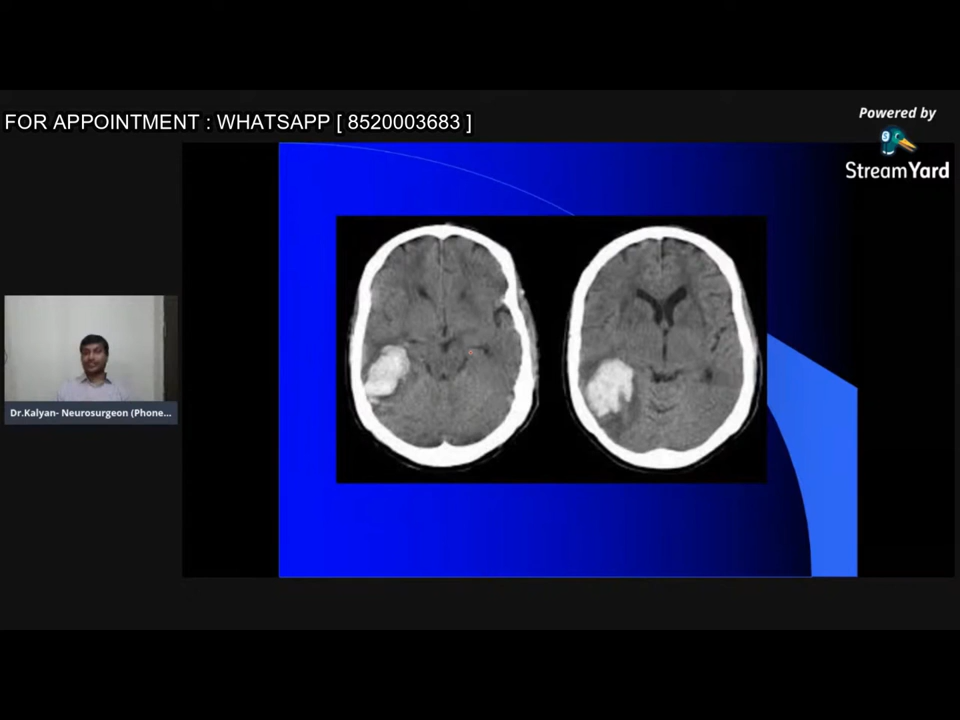 FOR APPOINTMENT : WHATSAPP [ 8520003683 ]
Powered by
S
StreamYard
Dr.Kalyan- Neurosurgeon (Phone...